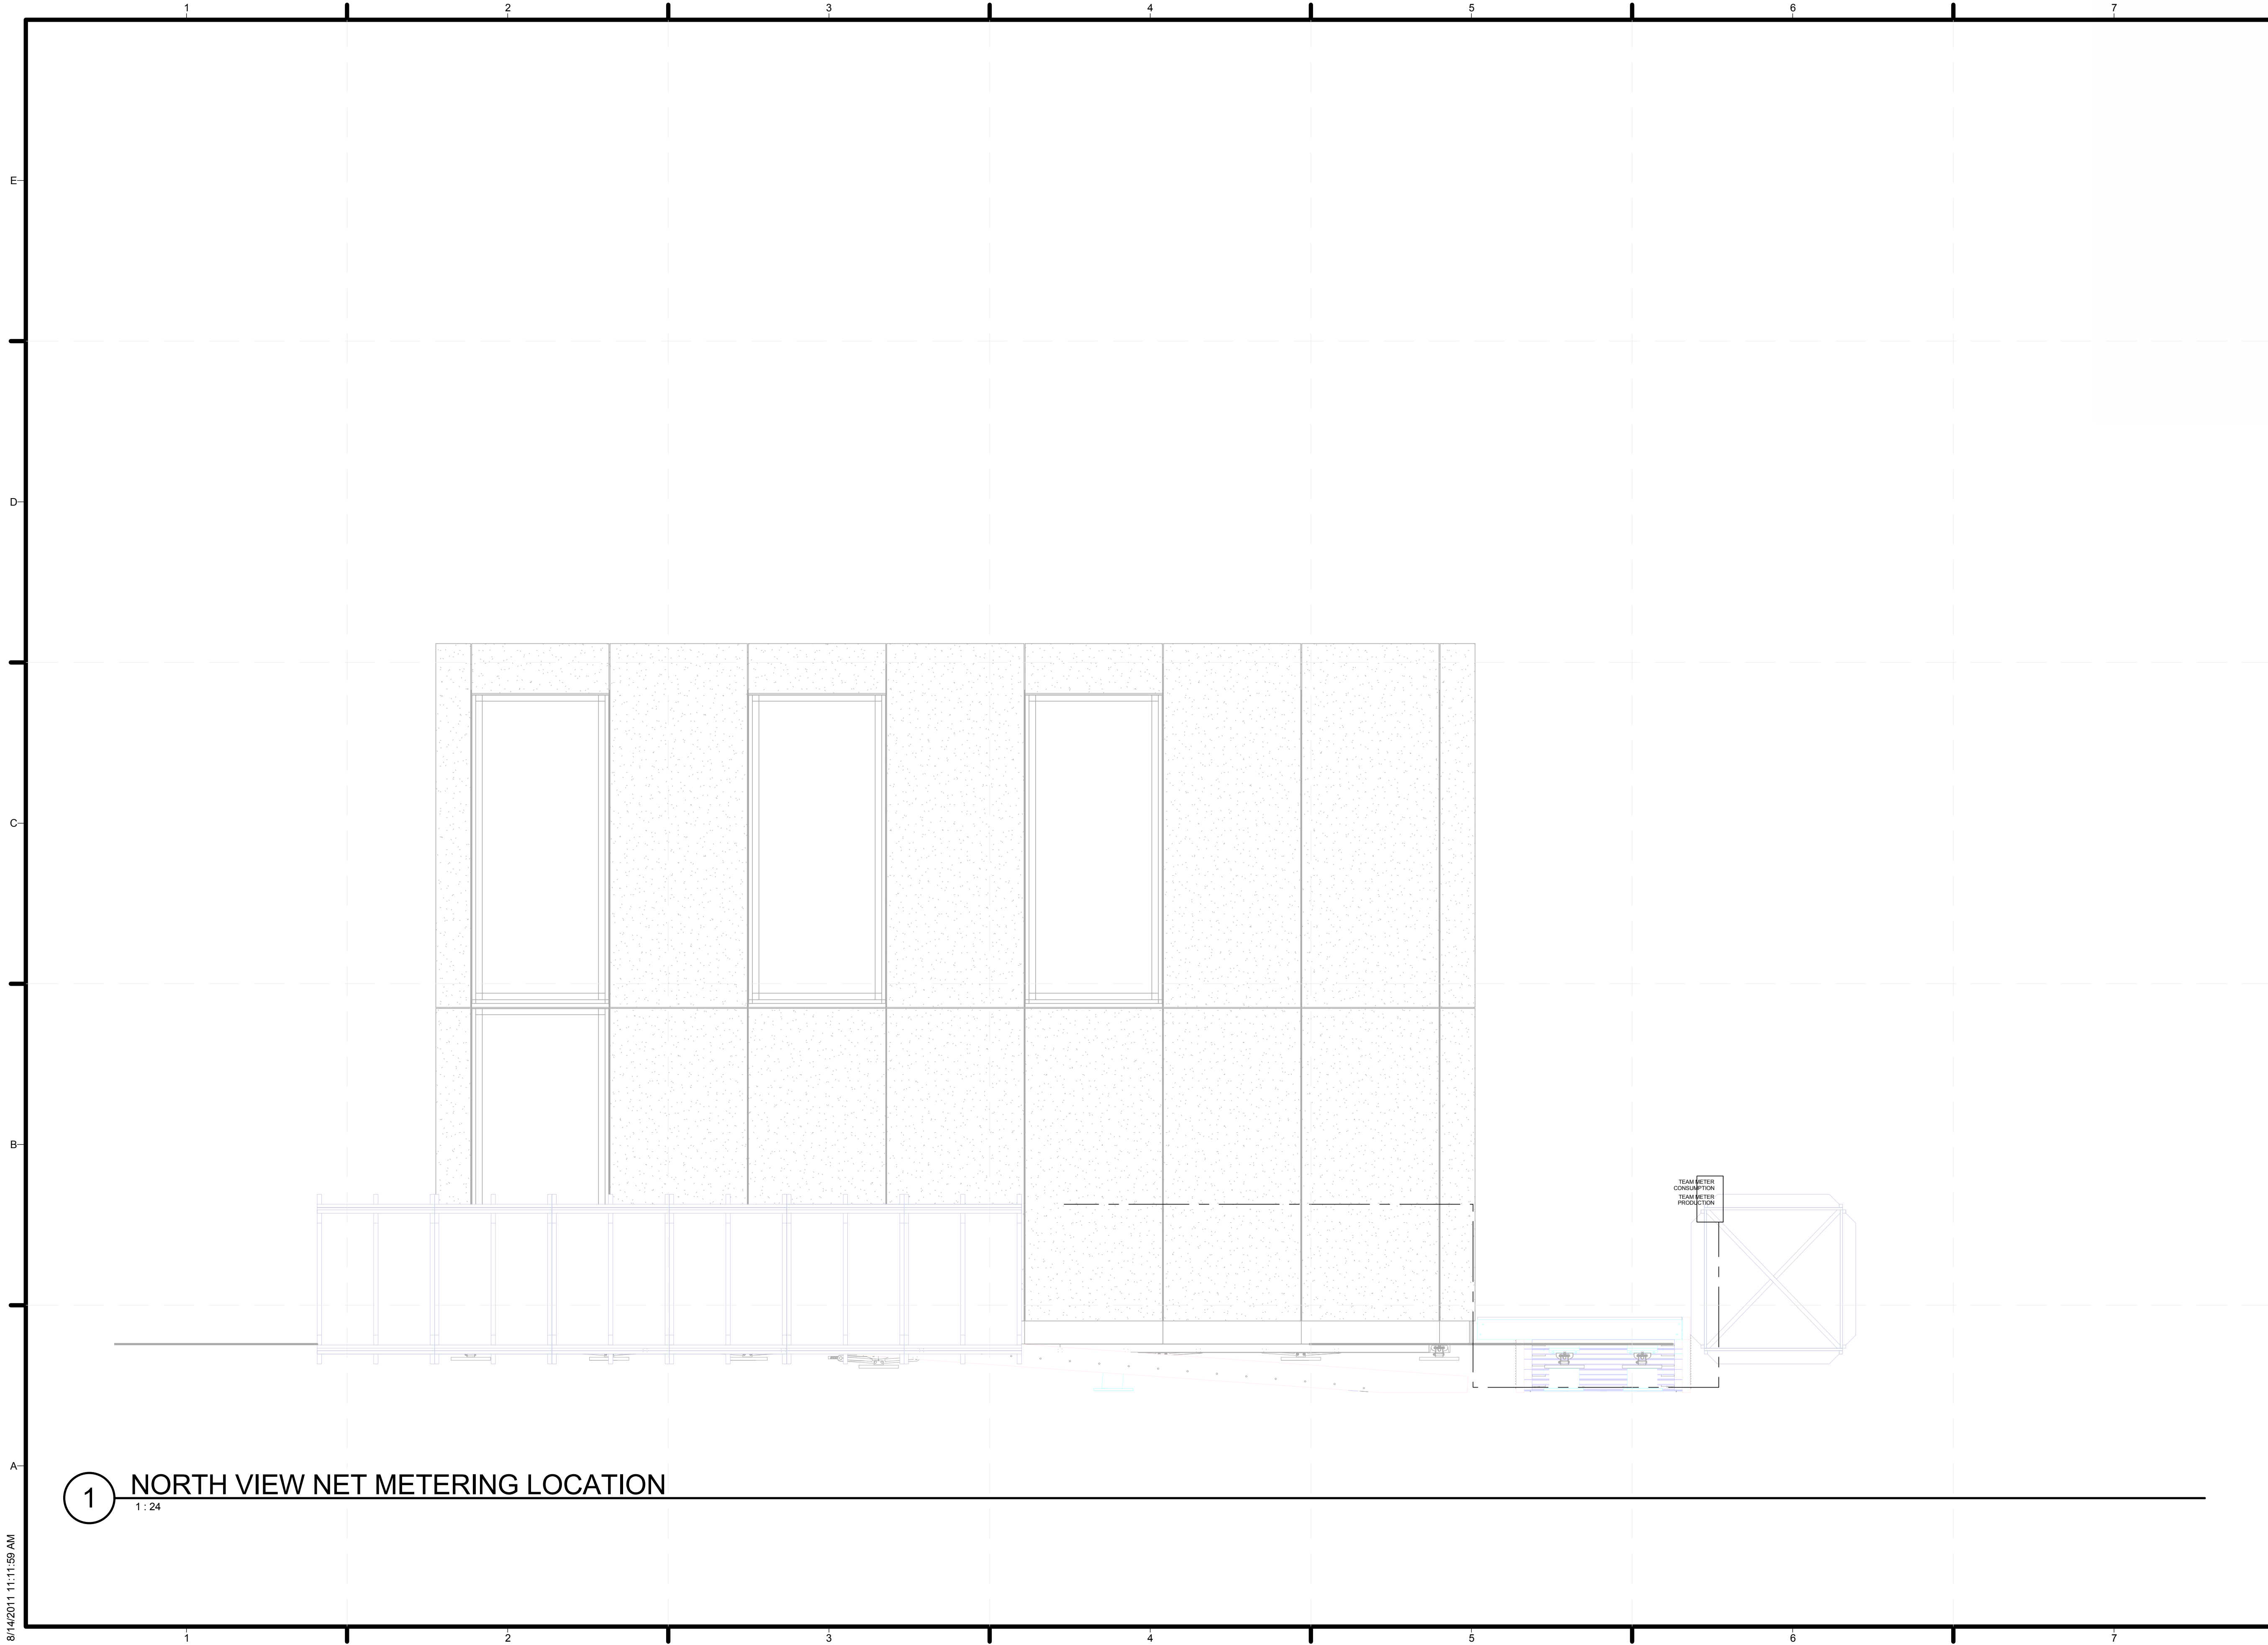 1 2 3 4 5 6 7
E
D
C
B
A
TEAM METER
CONSUMPTION
TEAM METER
PRODUCTION
1 NORTH VIEW NET METERING LOCATION
1 : 24
8/14/2011 11:11:59 AM
1 2 3 4 5 6 7